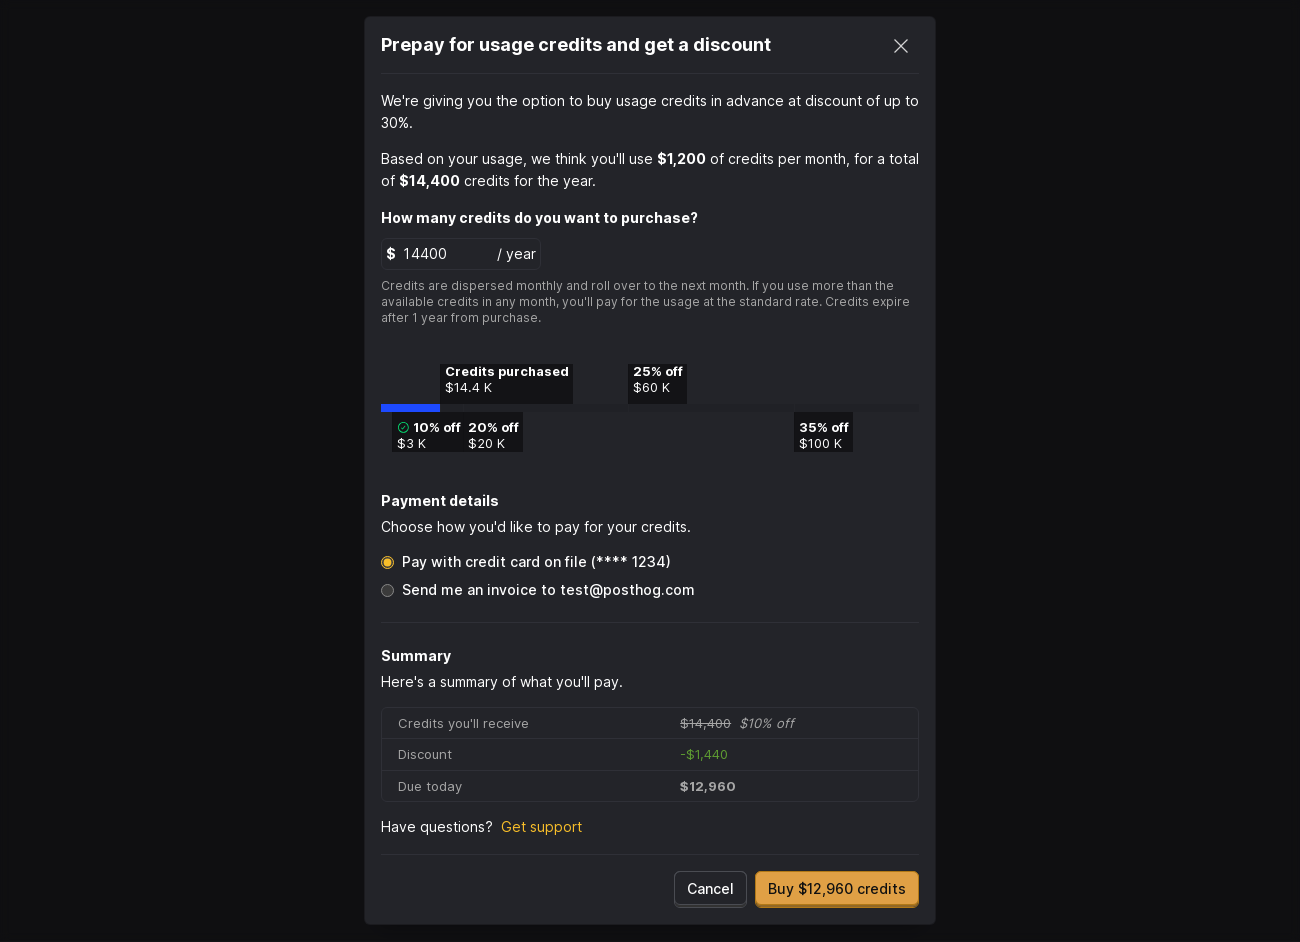 Prepay for usage credits and get a discount
We're giving you the option to buy usage credits in advance at discount of up to
30%.
Based on your usage, we think you'll use $1,200 of credits per month, for a total
of $14,400 credits for the year.
How many credits do you want to purchase?
$ 14400 / year
Credits are dispersed monthly and roll over to the next month. If you use more than the
available credits in any month, you'll pay for the usage at the standard rate. Credits expire
after 1 year from purchase.
Credits purchased
$14.4 K
25% off
$60 K
10% off
$3 K
20% off
$20 K
35% off
$100 K
Payment details
Choose how you'd like to pay for your credits.
Pay with credit card on file (**** 1234)
Send me an invoice to test@posthog.com
Summary
Here's a summary of what you'll pay.
Credits you'll receive $14,400 $10% off
Discount -$1,440
Due today $12,960
Have questions? Get support
Cancel
Buy $12,960 credits